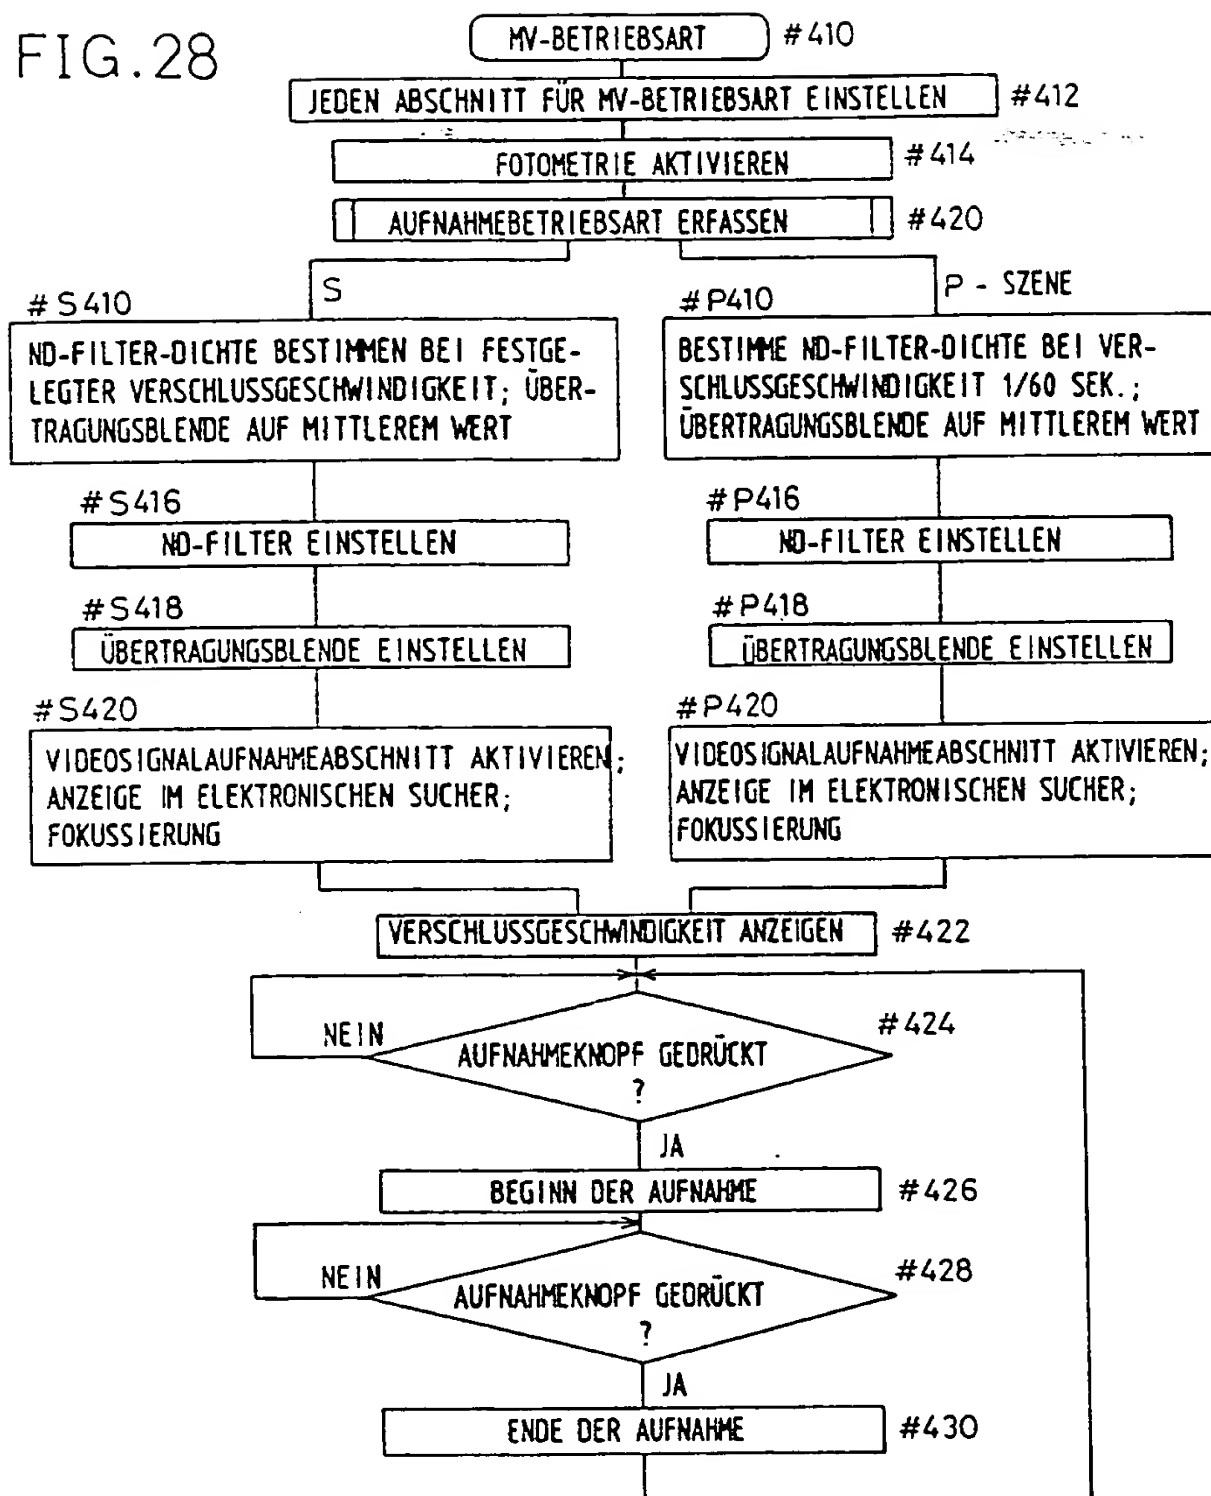 FIG.28
MV-BETRIEBSART #410
JEDEN ABSCHNITT FÜR MV-BETRIEBSART EINSTELLEN #412
FOTOMETRIE AKTIVIEREN #414
AUFNAHMEBETRIEBSART ERFASSEN #420
S
P - SZENE
#S410
ND-FILTER-DICHTE BESTIMMEN BEI FESTGE-
LEGTER VERSCHLUSSGESCHWINDIGKEIT; ÜBER-
TRAGUNGSBLENDE AUF MITTLEREM WERT
#P410
BESTIMME ND-FILTER-DICHTE BEI VER-
SCHLUSSGESCHWINDIGKEIT 1/60 SEK.;
ÜBERTRAGUNGSBLENDE AUF MITTLEREM WERT
#S416
ND-FILTER EINSTELLEN
#P416
ND-FILTER EINSTELLEN
#S418
ÜBERTRAGUNGSBLENDE EINSTELLEN
#P418
ÜBERTRAGUNGSBLENDE EINSTELLEN
#S420
VIDEOSIGNALAUFNAHMEABSCHNITT AKTIVIEREN;
ANZEIGE IM ELEKTRONISCHEN SUCHER;
FOKUSSIERUNG
#P420
VIDEOSIGNALAUFNAHMEABSCHNITT AKTIVIEREN;
ANZEIGE IM ELEKTRONISCHEN SUCHER;
FOKUSSIERUNG
VERSCHLUSSGESCHWINDIGKEIT ANZEIGEN #422
NEIN
AUFNAHMEKNOPF GEDRÜCKT
?
#424
JA
BEGINN DER AUFNAHME #426
NEIN
AUFNAHMEKNOPF GEDRÜCKT
?
#428
JA
ENDE DER AUFNAHME #430